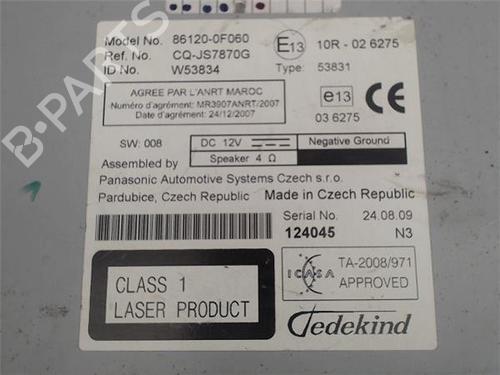 Model No. 86120-0F060
Ref. No. CQ-JS7870G
ID No. W53834
E13
10R - 02 6275
Type: 53831
AGREE PAR L'ANRT MAROC
Numéro d'agrément: MR3907ANRT/2007
Date d'agrément: 24/12/2007
e13
CE
03 6275
SW: 008
DC 12V
Negative Ground
Speaker 4 Ω
Assembled by
Panasonic Automotive Systems Czech s.r.o.
Pardubice, Czech Republic Made in Czech Republic
Serial No. 24.08.09
124045 N3
CLASS 1
LASER PRODUCT
ICASA
TA-2008/971
APPROVED
Tedekind
B-PARTS